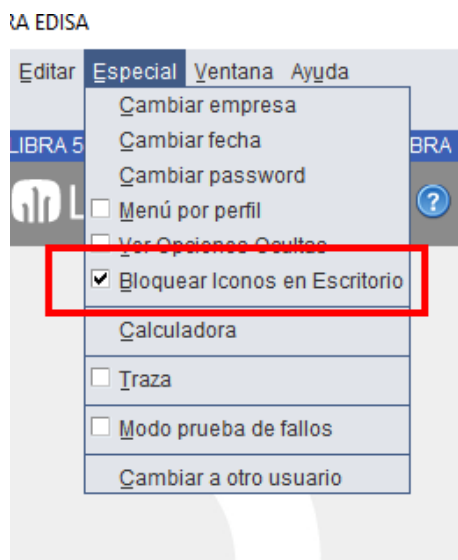 RA EDISA
Editar Especial Ventana Ayuda
Cambiar empresa
LIBRA 5 Cambiar fecha BRA
Cambiar password
L Menú por perfil ?
Ver Opciones Ocultas
Bloquear Iconos en Escritorio
Calculadora
Traza
Modo prueba de fallos
Cambiar a otro usuario